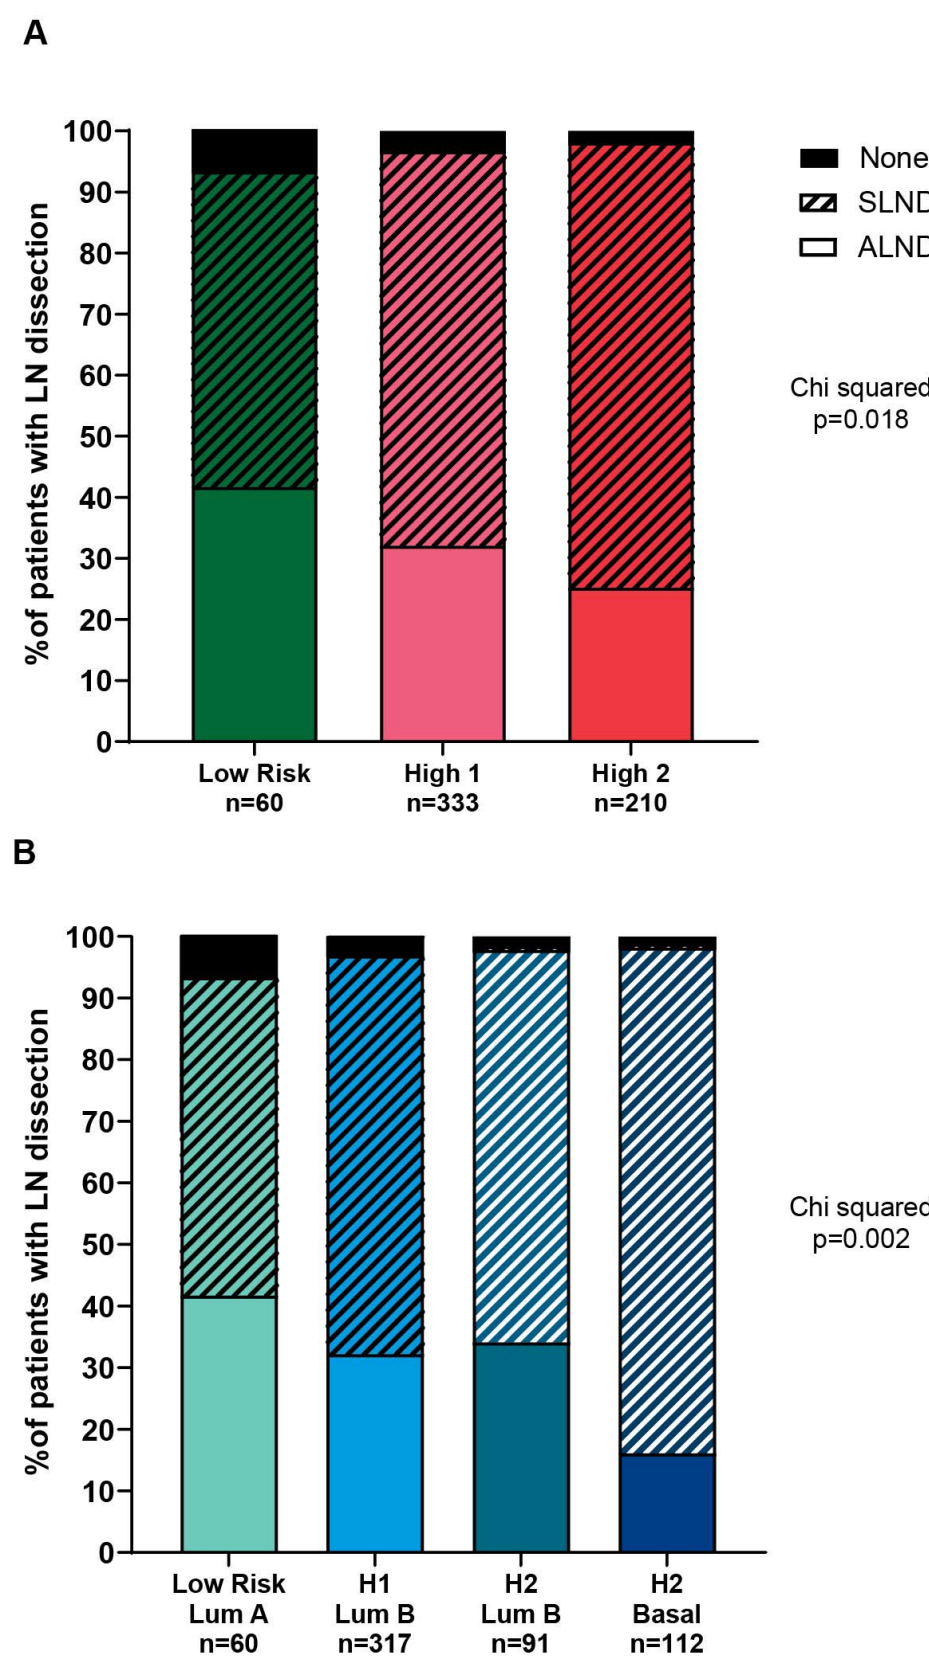 A
100
90
80
70
60
50
40
30
20
10
0
%of patients with LN dissection
Low Risk
n=60
High 1
n=333
High 2
n=210
None
SLND
ALND
Chi squared
p=0.018
B
100
90
80
70
60
50
40
30
20
10
0
%of patients with LN dissection
Low Risk
Lum A
n=60
H1
Lum B
n=317
H2
Lum B
n=91
H2
Basal
n=112
Chi squared
p=0.002